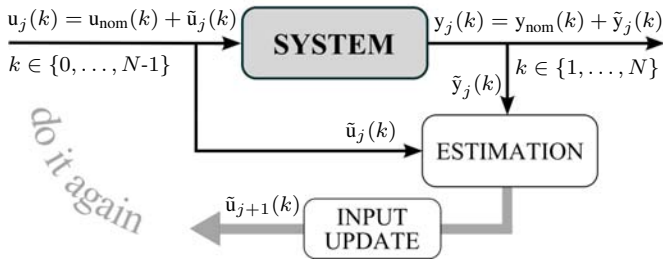 u_j(k) = u_nom(k) + ũ_j(k)
SYSTEM
y_j(k) = y_nom(k) + ỹ_j(k)
k ∈ {0, . . . , N-1}
k ∈ {1, . . . , N}
ỹ_j(k)
ũ_j(k)
ESTIMATION
do it again
ũ_{j+1}(k)
INPUT
UPDATE